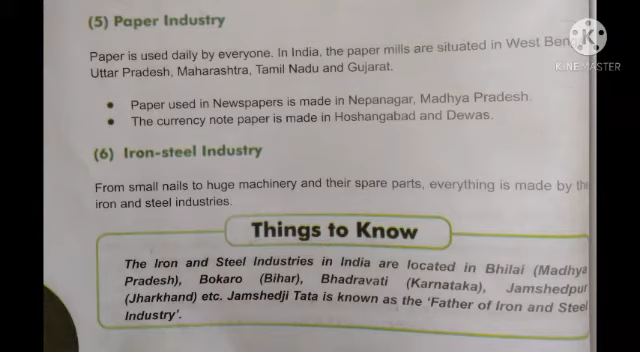 (5) Paper Industry
Paper is used daily by everyone. In India, the paper mills are situated in West
Uttar Pradesh, Maharashtra, Tamil Nadu and Gujarat.
• Paper used in Newspapers is made in Nepanagar, Madhya Pradesh.
• The currency note paper is made in Hoshangabad and Dewas.
(6) Iron-steel Industry
From small nails to huge machinery and their spare parts, everything is made by
iron and steel industries.
Things to Know
The Iron and Steel Industries in India are located in Bhilai (Madhya
Pradesh), Bokaro (Bihar), Bhadravati (Karnataka), Jamshedpur
(Jharkhand) etc. Jamshedji Tata is known as the 'Father of Iron and Steel
Industry'.
KINEMASTER